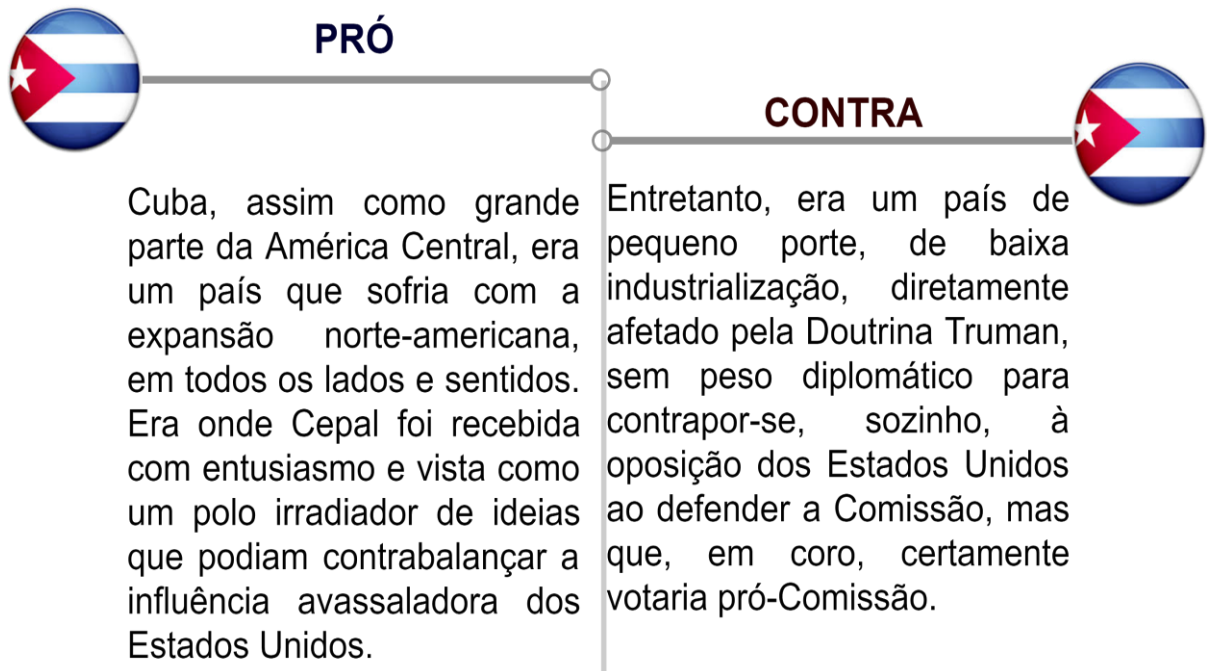 PRÓ
Cuba, assim como grande
parte da América Central, era
um país que sofria com a
expansão norte-americana,
em todos os lados e sentidos.
Era onde Cepal foi recebida
com entusiasmo e vista como
um polo irradiador de ideias
que podiam contrabalançar a
influência avassaladora dos
Estados Unidos.
CONTRA
Entretanto, era um país de
pequeno porte, de baixa
industrialização, diretamente
afetado pela Doutrina Truman,
sem peso diplomático para
contrapor-se, sozinho, à
oposição dos Estados Unidos
ao defender a Comissão, mas
que, em coro, certamente
votaria pró-Comissão.